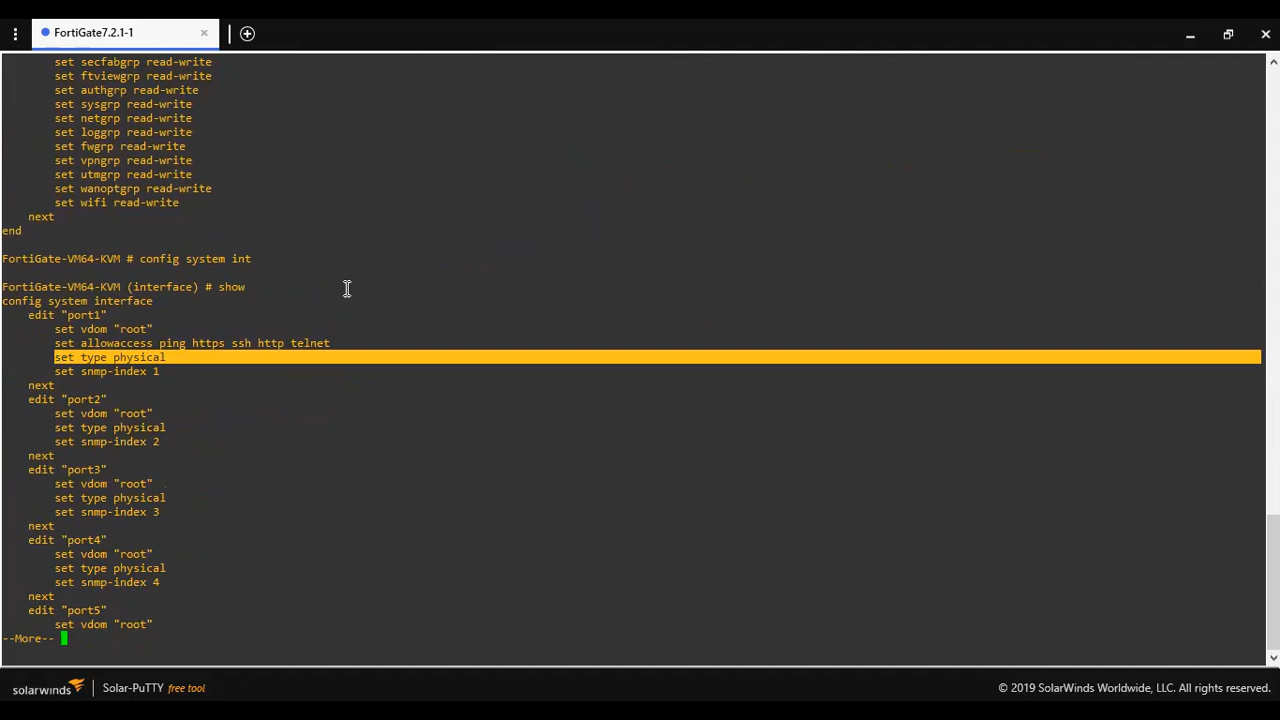 FortiGate7.2.1-1
set secfabgrp read-write
set ftviewgrp read-write
set authgrp read-write
set sysgrp read-write
set netgrp read-write
set loggrp read-write
set fwgrp read-write
set vpngrp read-write
set utmgrp read-write
set wanoptgrp read-write
set wifi read-write
next
end
FortiGate-VM64-KVM # config system int
FortiGate-VM64-KVM (interface) # show
config system interface
edit "port1"
set vdom "root"
set allowaccess ping https ssh http telnet
set type physical
set snmp-index 1
next
edit "port2"
set vdom "root"
set type physical
set snmp-index 2
next
edit "port3"
set vdom "root"
set type physical
set snmp-index 3
next
edit "port4"
set vdom "root"
set type physical
set snmp-index 4
next
edit "port5"
set vdom "root"
--More--
solarwinds Solar-PuTTY free tool © 2019 SolarWinds Worldwide, LLC. All rights reserved.